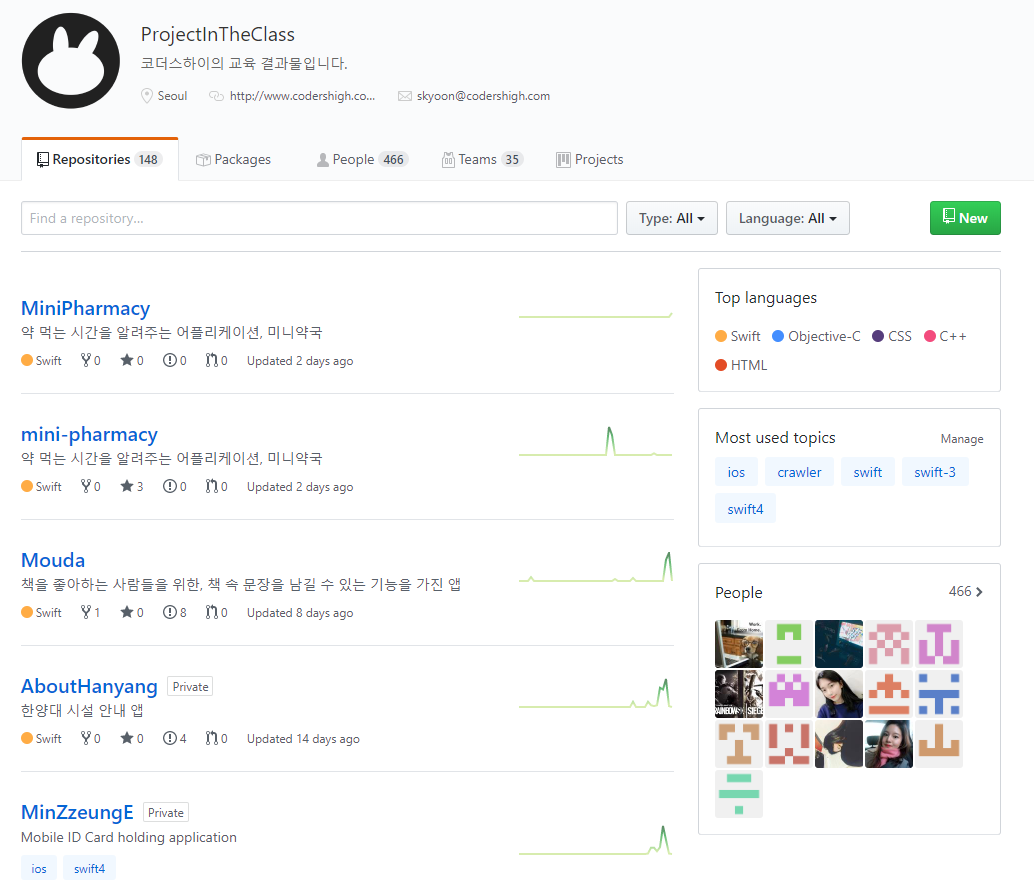 ProjectInTheClass
코더스하이의 교육 결과물입니다.
Seoul http://www.codershigh.co... skyoon@codershigh.com
Repositories 148 Packages People 466 Teams 35 Projects
Find a repository... Type: All Language: All New
MiniPharmacy
약 먹는 시간을 알려주는 어플리케이션, 미니약국
Swift 0 0 0 0 Updated 2 days ago
mini-pharmacy
약 먹는 시간을 알려주는 어플리케이션, 미니약국
Swift 0 3 0 0 Updated 2 days ago
Mouda
책을 좋아하는 사람들을 위한, 책 속 문장을 남길 수 있는 기능을 가진 앱
Swift 1 0 8 0 Updated 8 days ago
AboutHanyang Private
한양대 시설 안내 앱
Swift 0 0 4 0 Updated 14 days ago
MinZzeungE Private
Mobile ID Card holding application
ios swift4
Top languages
Swift Objective-C CSS C++
HTML
Most used topics Manage
ios crawler swift swift-3
swift4
People 466